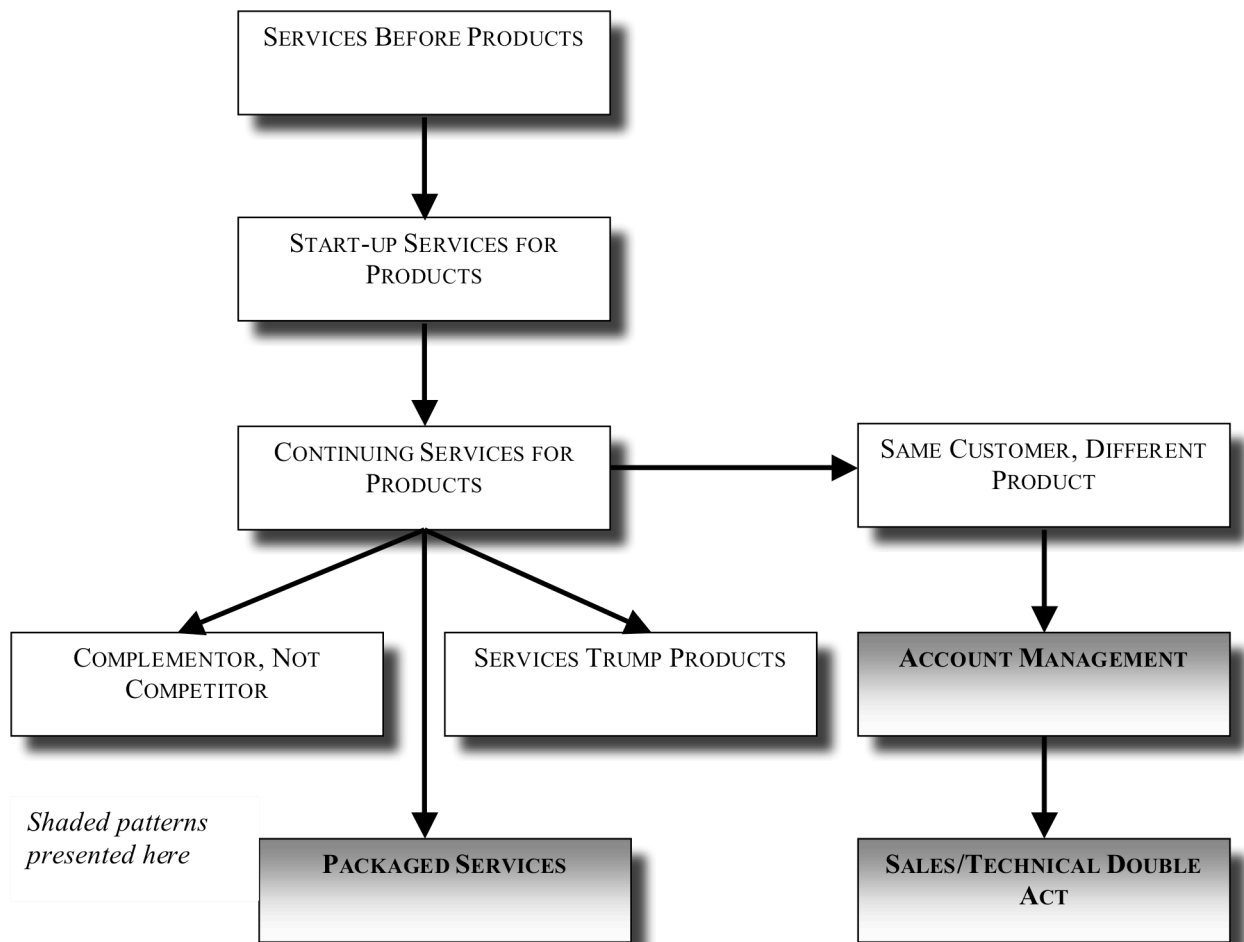 SERVICES BEFORE PRODUCTS
START-UP SERVICES FOR
PRODUCTS
CONTINUING SERVICES FOR
PRODUCTS
SAME CUSTOMER, DIFFERENT
PRODUCT
COMPLEMENTOR, NOT
COMPETITOR
SERVICES TRUMP PRODUCTS
ACCOUNT MANAGEMENT
Shaded patterns
presented here
PACKAGED SERVICES
SALES/TECHNICAL DOUBLE
ACT